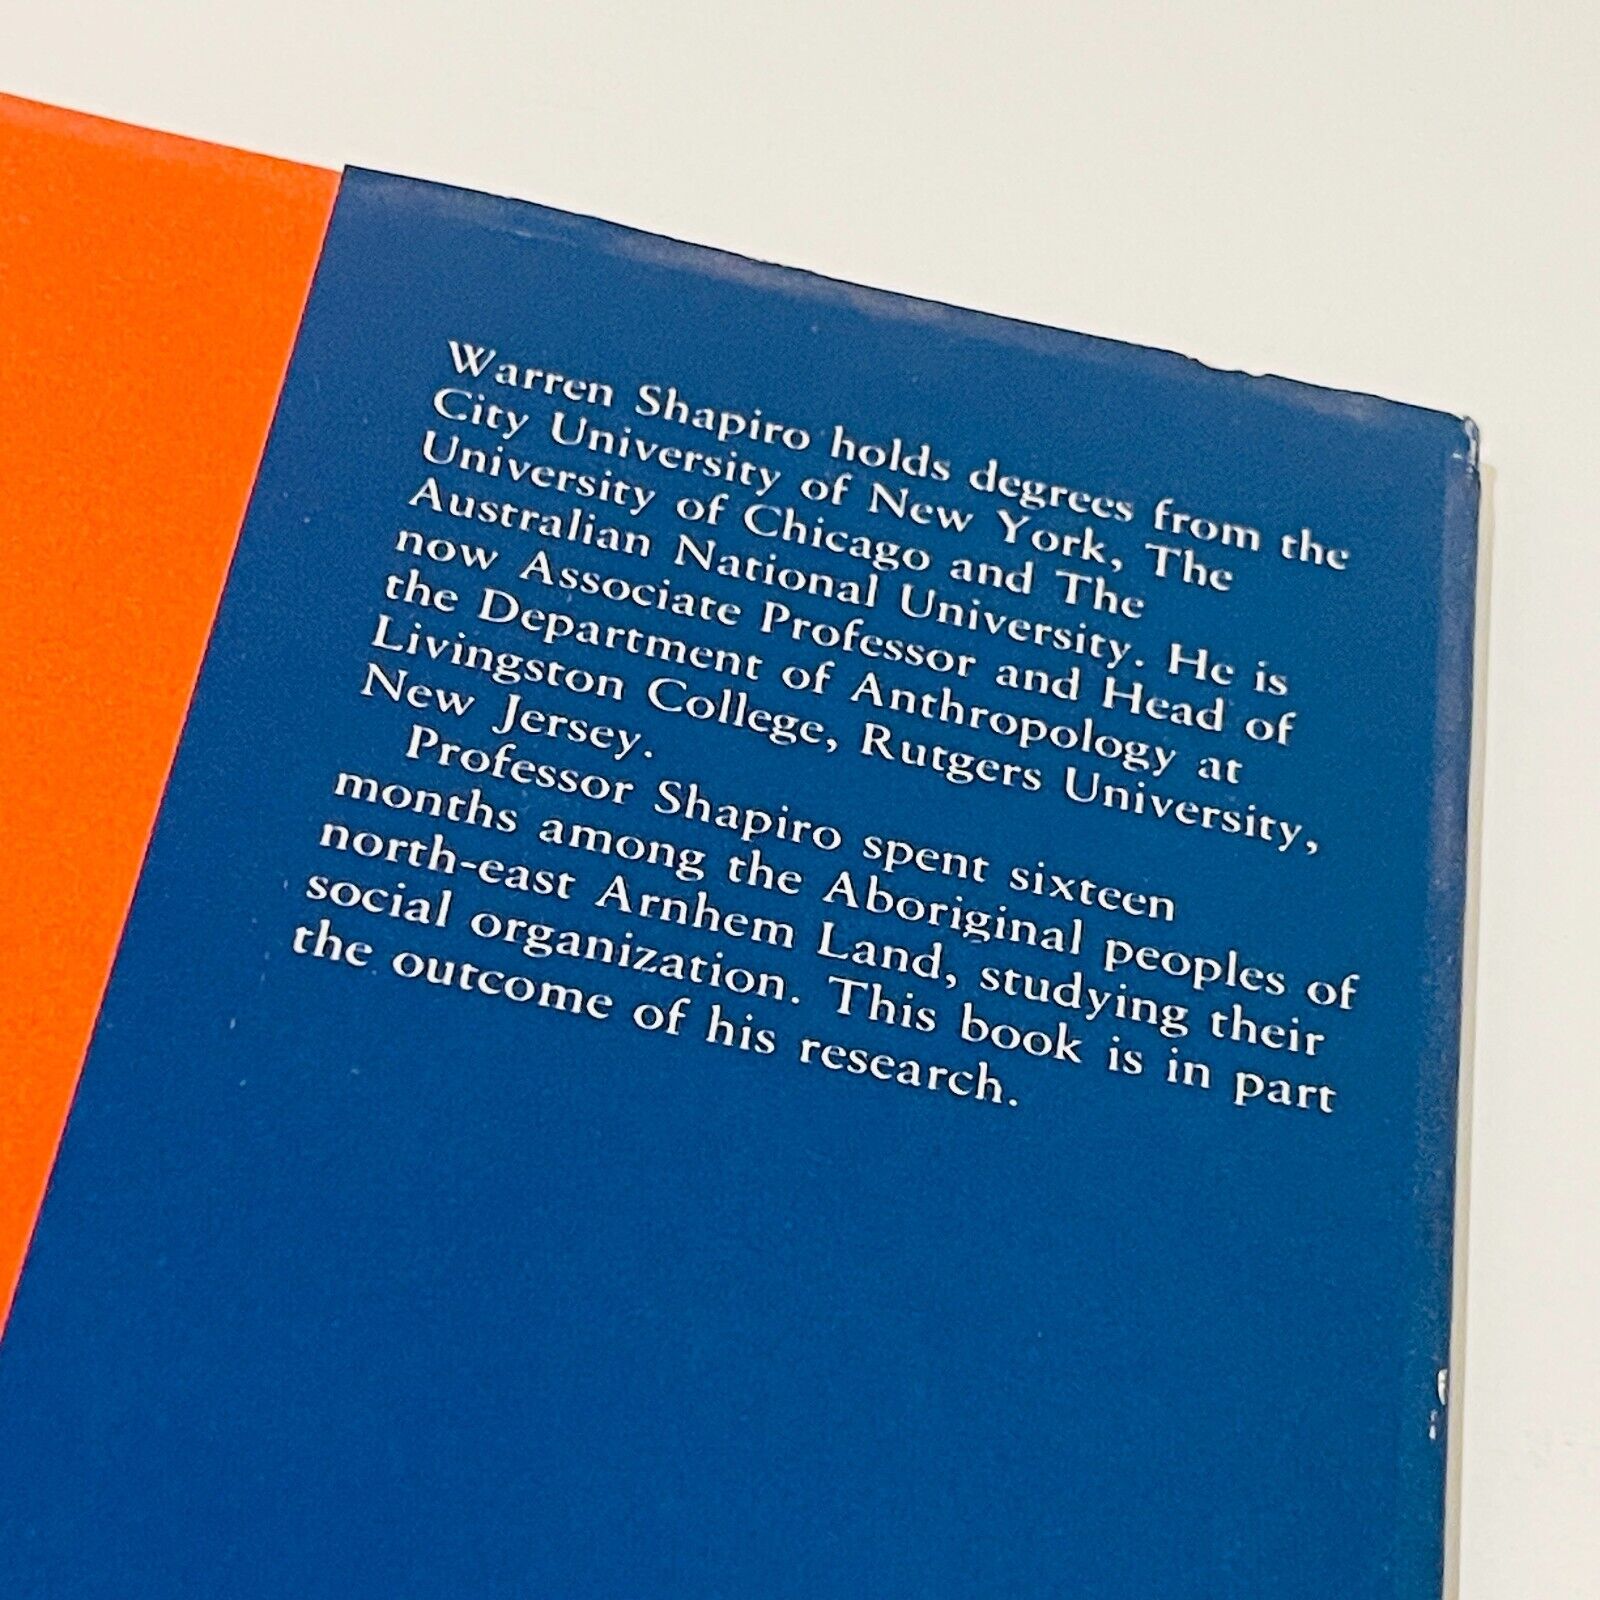 Warren Shapiro holds degrees from the
City University of New York, The
University of Chicago and The
Australian National University. He is
now Associate Professor and Head of
the Department of Anthropology at
Livingston College, Rutgers University,
New Jersey.
Professor Shapiro spent sixteen
months among the Aboriginal peoples of
north-east Arnhem Land, studying their
social organization. This book is in part
the outcome of his research.